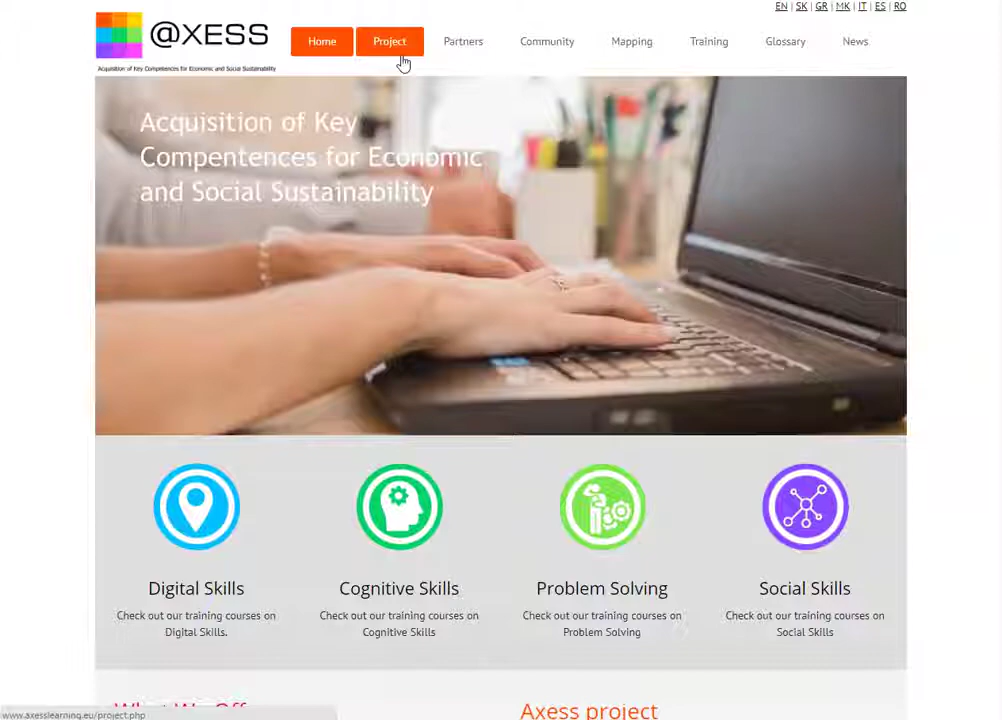 EN | SK | GR | MK | IT | ES | RO
@XESS
Acquisition of Key Competences for Economic and Social Sustainability
Home Project Partners Community Mapping Training Glossary News
Acquisition of Key
Compentences for Economic
and Social Sustainability
Digital Skills
Check out our training courses on
Digital Skills.
Cognitive Skills
Check out our training courses on
Cognitive Skills
Problem Solving
Check out our training courses on
Problem Solving
Social Skills
Check out our training courses on
Social Skills
What We Off
Axess project
www.axesslearning.eu/project.php